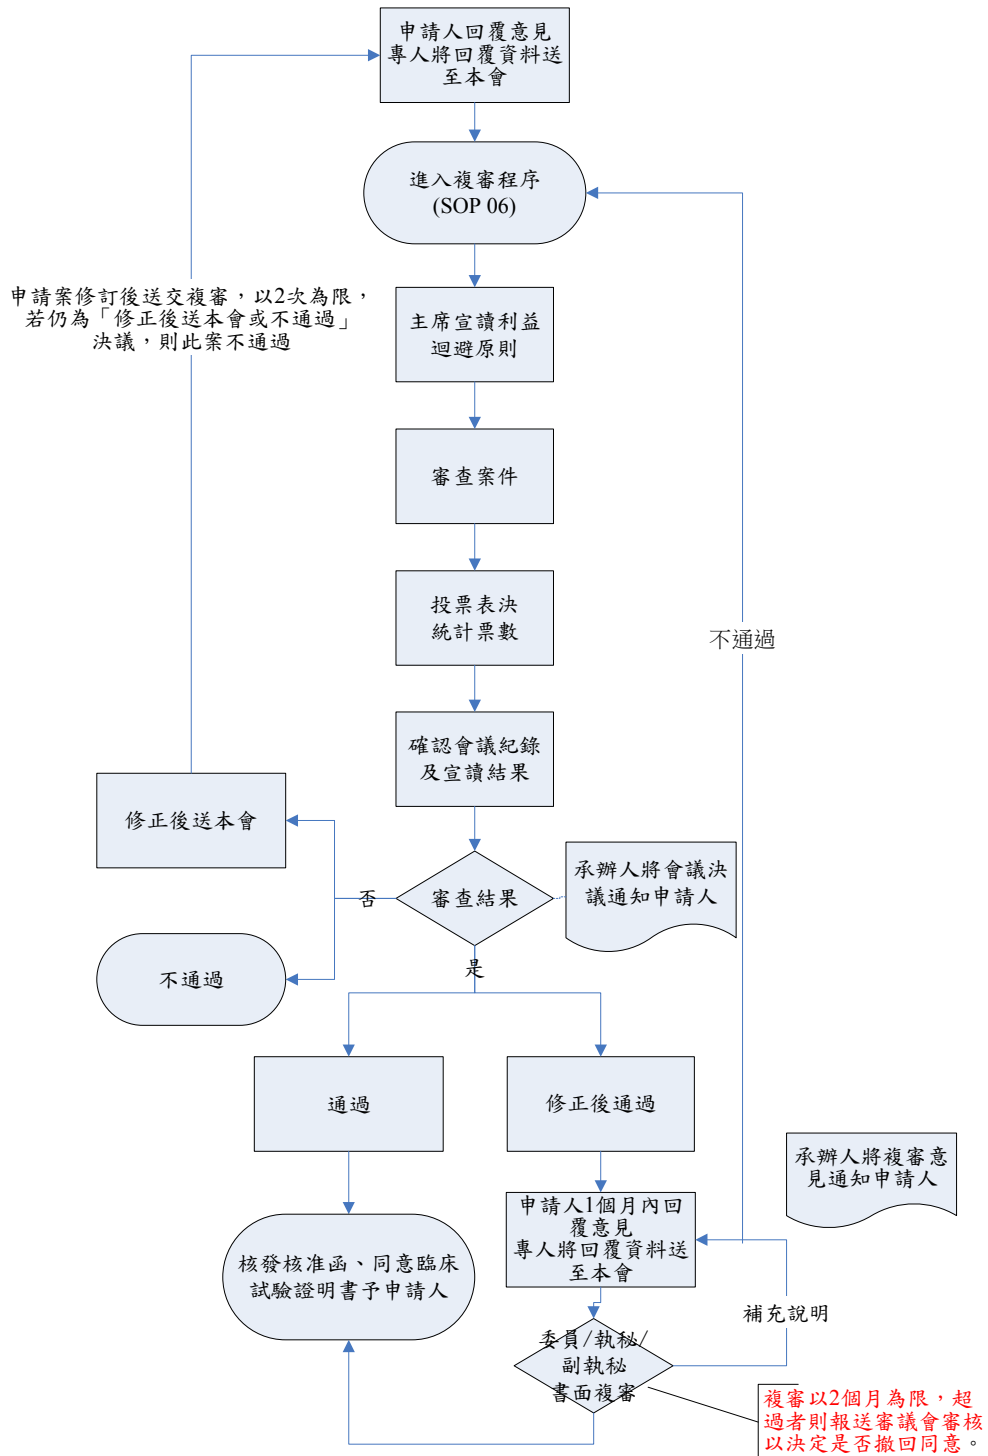 申請人回覆意見
專人將回覆資料送
至本會
進入複審程序
(SOP 06)
申請案修訂後送交複審，以2次為限，
若仍為「修正後送本會或不通過」
決議，則此案不通過
主席宣讀利益
迴避原則
審查案件
投票表決
統計票數
不通過
確認會議紀錄
及宣讀結果
修正後送本會
否
審查結果
承辦人將會議決
議通知申請人
不通過
是
通過
修正後通過
承辦人將複審意
見通知申請人
申請人1個月內回
覆意見
專人將回覆資料送
至本會
核發核准函、同意臨床
試驗證明書予申請人
補充說明
委員/執秘/
副執秘
書面複審
複審以2個月為限，超
過者則報送審議會審核
以決定是否撤回同意。